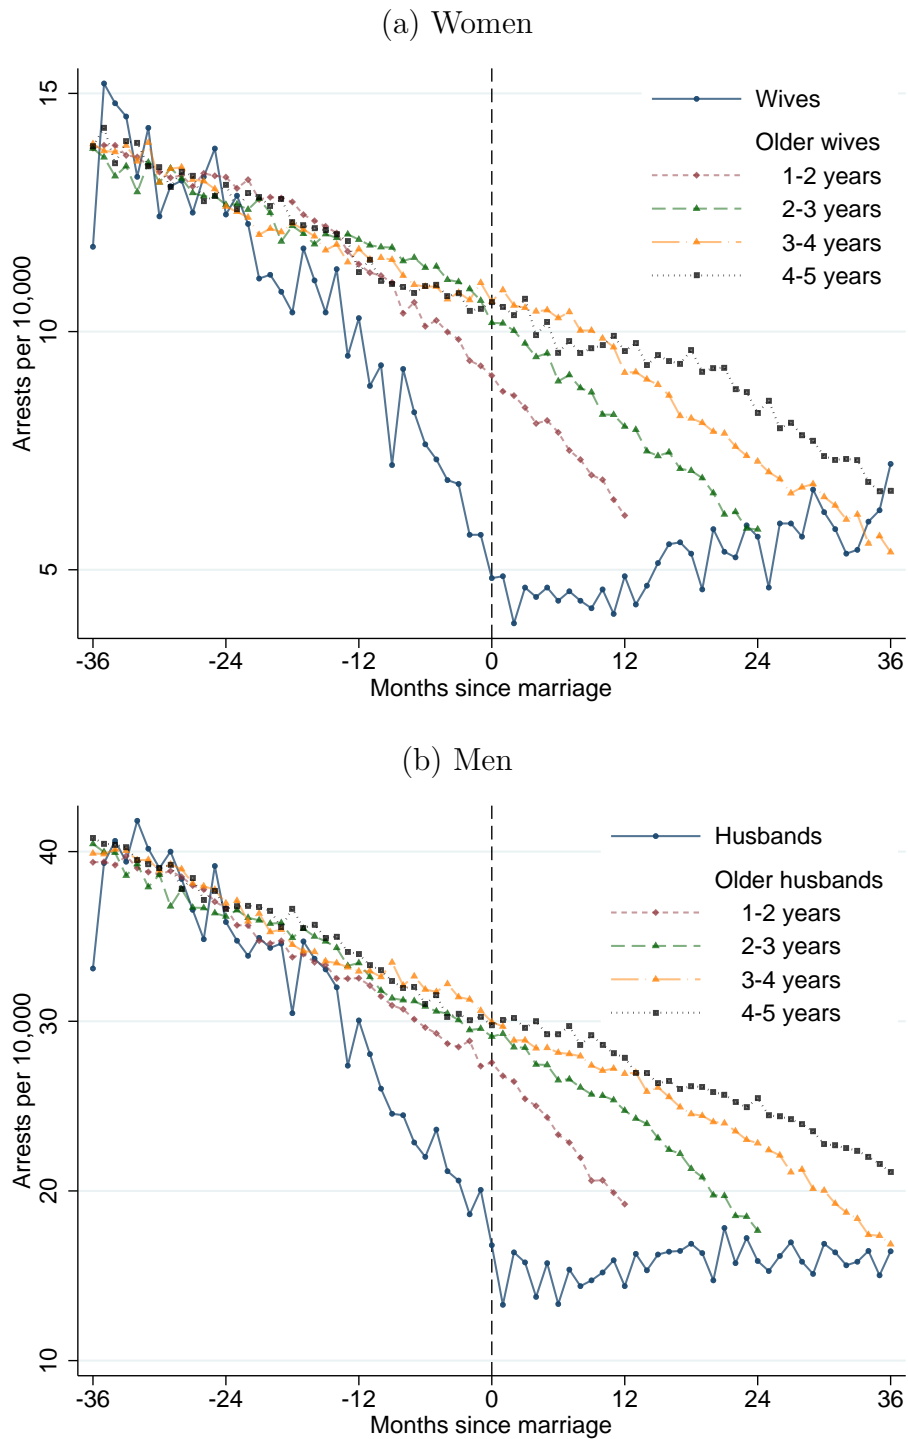 (a) Women
Arrests per 10,000
15
10
5
Wives
Older wives
1-2 years
2-3 years
3-4 years
4-5 years
-36 -24 -12 0 12 24 36
Months since marriage
(b) Men
Arrests per 10,000
40
30
20
10
Husbands
Older husbands
1-2 years
2-3 years
3-4 years
4-5 years
-36 -24 -12 0 12 24 36
Months since marriage